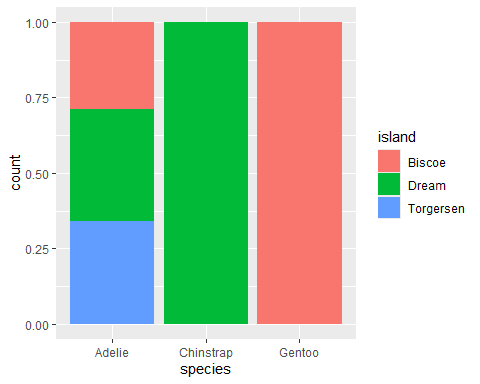 1.00
0.75
0.50
0.25
0.00
count
Adelie
Chinstrap
Gentoo
species
island
Biscoe
Dream
Torgersen